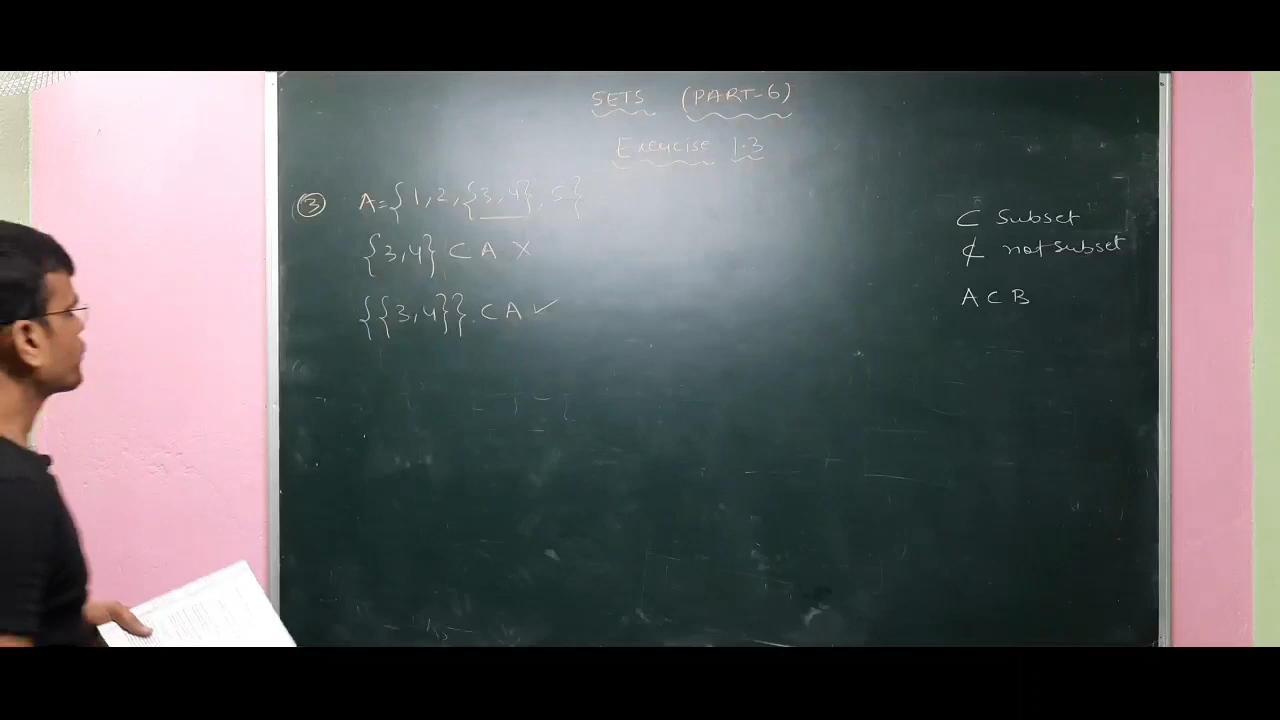 SETS (PART-6)
Exercise 1.3
③ A={1,2,{3,4},5}
{3,4} ⊂ A ✗
{{3,4}} ⊂ A ✓
⊂ Subset
⊄ not subset
A ⊂ B